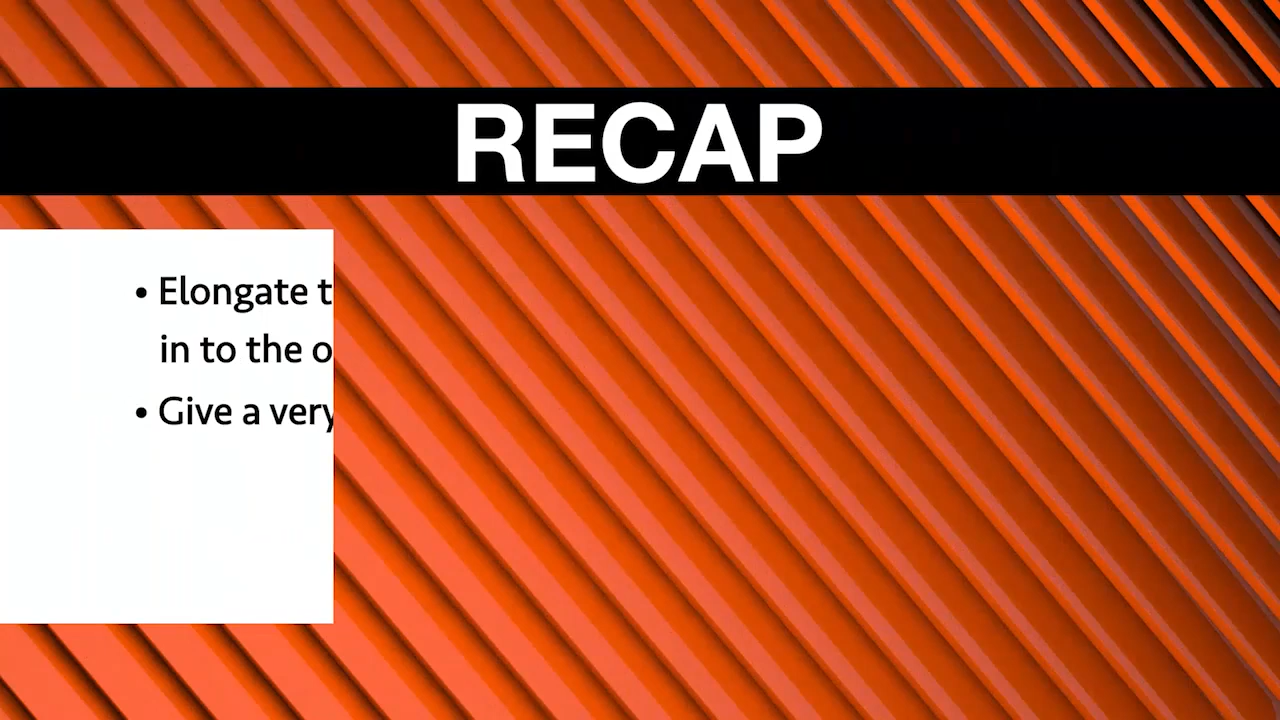 RECAP
• Elongate
in to the
• Give a very